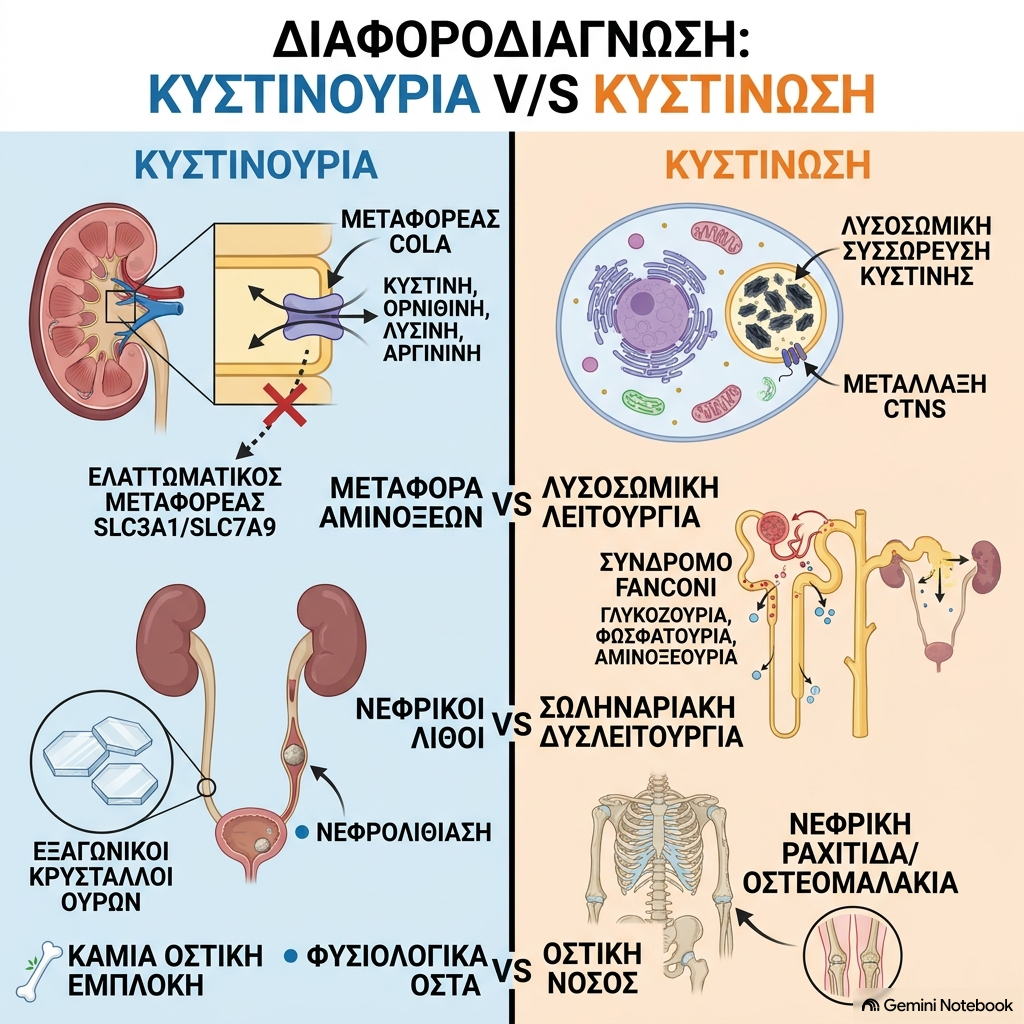 ΔΙΑΦΟΡΟΔΙΑΓΝΩΣΗ:
ΚΥΣΤΙΝΟΥΡΙΑ V/S ΚΥΣΤΙΝΩΣΗ
ΚΥΣΤΙΝΟΥΡΙΑ
ΜΕΤΑΦΟΡΕΑΣ
COLA
ΚΥΣΤΙΝΗ,
ΟΡΝΙΘΙΝΗ,
ΛΥΣΙΝΗ,
ΑΡΓΙΝΙΝΗ
ΕΛΑΤΤΩΜΑΤΙΚΟΣ
ΜΕΤΑΦΟΡΕΑΣ
SLC3A1/SLC7A9
ΚΥΣΤΙΝΩΣΗ
ΛΥΣΟΣΩΜΙΚΗ
ΣΥΣΣΩΡΕΥΣΗ
ΚΥΣΤΙΝΗΣ
ΜΕΤΑΛΛΑΞΗ
CTNS
ΜΕΤΑΦΟΡΑ
ΑΜΙΝΟΞΕΩΝ
VS
ΛΥΣΟΣΩΜΙΚΗ
ΛΕΙΤΟΥΡΓΙΑ
ΣΥΝΔΡΟΜΟ
FANCONI
ΓΛΥΚΟΖΟΥΡΙΑ,
ΦΩΣΦΑΤΟΥΡΙΑ,
ΑΜΙΝΟΞΕΟΥΡΙΑ
ΝΕΦΡΙΚΟΙ
ΛΙΘΟΙ
VS
ΣΩΛΗΝΑΡΙΑΚΗ
ΔΥΣΛΕΙΤΟΥΡΓΙΑ
• ΝΕΦΡΟΛΙΘΙΑΣΗ
ΕΞΑΓΩΝΙΚΟΙ
ΚΡΥΣΤΑΛΛΟΙ
ΟΥΡΩΝ
ΝΕΦΡΙΚΗ
ΡΑΧΙΤΙΔΑ/
ΟΣΤΕΟΜΑΛΑΚΙΑ
ΚΑΜΙΑ ΟΣΤΙΚΗ
ΕΜΠΛΟΚΗ
• ΦΥΣΙΟΛΟΓΙΚΑ
ΟΣΤΑ
VS
ΟΣΤΙΚΗ
ΝΟΣΟΣ
Gemini Notebook